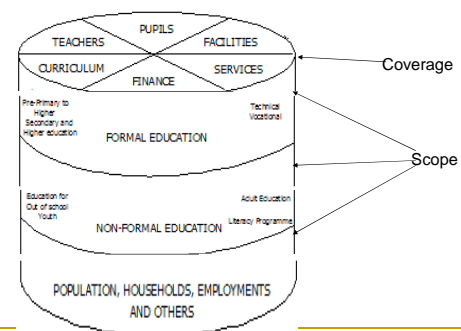 PUPILS
TEACHERS
FACILITIES
CURRICULUM
SERVICES
FINANCE
Coverage
Pre-Primary to
Higher
Secondary and
Higher education
Technical
Vocational
FORMAL EDUCATION
Scope
Education for
Out of school
Youth
Adult Education
Literacy Programme
NON-FORMAL EDUCATION
POPULATION, HOUSEHOLDS, EMPLOYMENTS
AND OTHERS